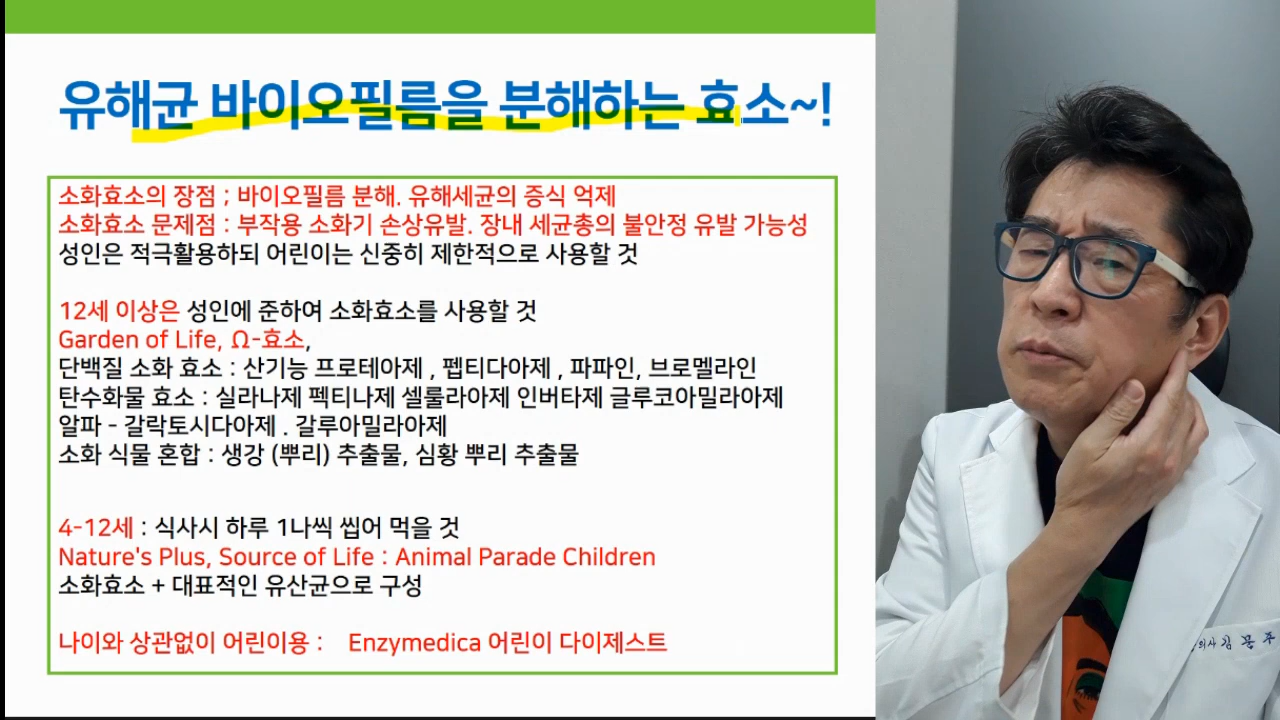 유해균 바이오필름을 분해하는 효소~!
소화효소의 장점 ; 바이오필름 분해. 유해세균의 증식 억제
소화효소 문제점 : 부작용 소화기 손상유발. 장내 세균총의 불안정 유발 가능성
성인은 적극활용하되 어린이는 신중히 제한적으로 사용할 것
12세 이상은 성인에 준하여 소화효소를 사용할 것
Garden of Life, Ω-효소,
단백질 소화 효소 : 산기능 프로테아제 , 펩티다아제 , 파파인, 브로멜라인
탄수화물 효소 : 실라나제 펙티나제 셀룰라아제 인버타제 글루코아밀라아제
알파 - 갈락토시다아제 . 갈루아밀라아제
소화 식물 혼합 : 생강 (뿌리) 추출물, 심황 뿌리 추출물
4-12세 : 식사시 하루 1나씩 씹어 먹을 것
Nature's Plus, Source of Life : Animal Parade Children
소화효소 + 대표적인 유산균으로 구성
나이와 상관없이 어린이용 : Enzymedica 어린이 다이제스트
의사 김문주